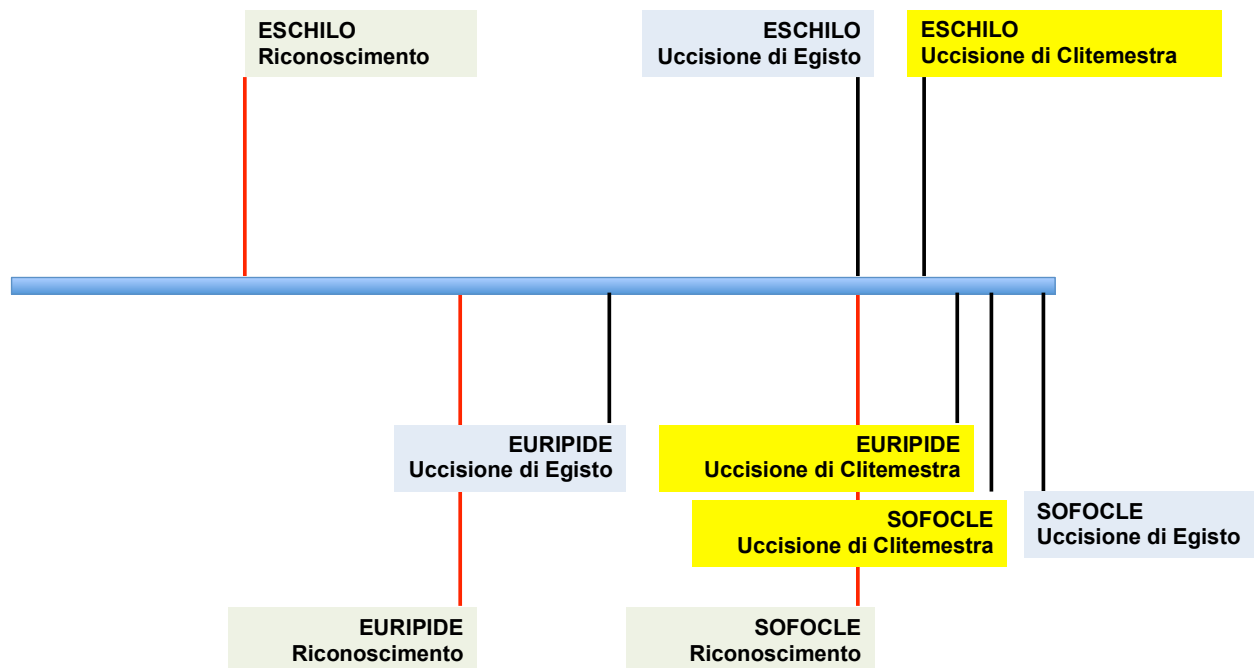 ESCHILO
Riconoscimento
ESCHILO
Uccisione di Egisto
ESCHILO
Uccisione di Clitemestra
EURIPIDE
Uccisione di Egisto
EURIPIDE
Uccisione di Clitemestra
SOFOCLE
Uccisione di Clitemestra
SOFOCLE
Uccisione di Egisto
EURIPIDE
Riconoscimento
SOFOCLE
Riconoscimento